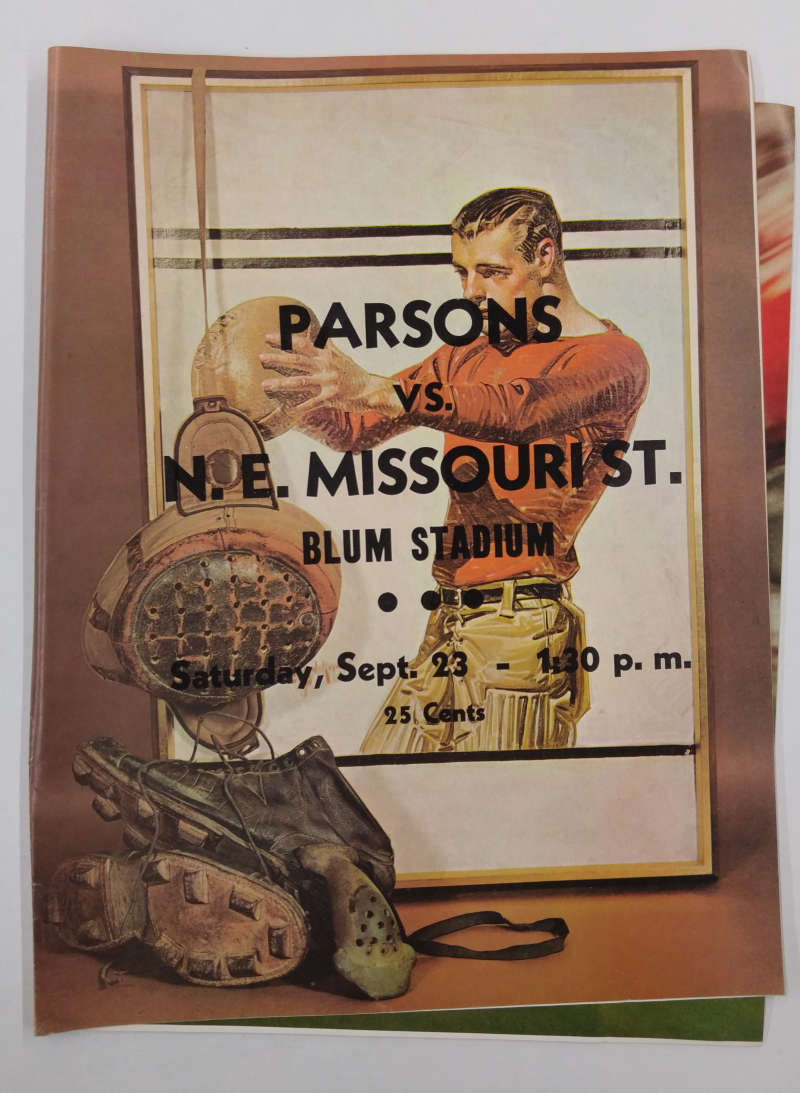 PARSONS
VS.
N. E. MISSOURI ST.
BLUM STADIUM
• • •
Saturday, Sept. 23 - 1:30 p. m.
25 Cents